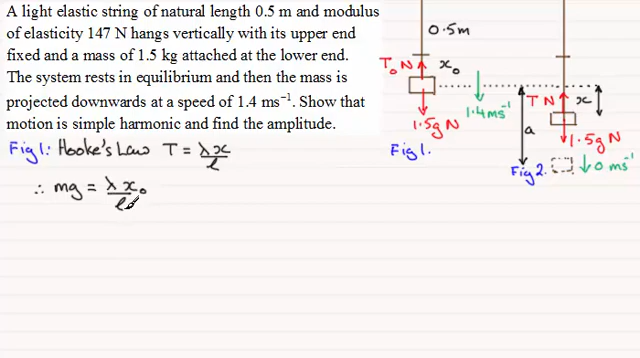 A light elastic string of natural length 0.5 m and modulus
of elasticity 147 N hangs vertically with its upper end
fixed and a mass of 1.5 kg attached at the lower end.
The system rests in equilibrium and then the mass is
projected downwards at a speed of 1.4 ms⁻¹. Show that
motion is simple harmonic and find the amplitude.
Fig 1: Hooke's Law T = λx/l
∴ mg = λx₀/l
0.5m
T₀ N x₀
1.5g N
1.4ms⁻¹
Fig 1.
T N x
a
1.5g N
Fig 2. 0 ms⁻¹